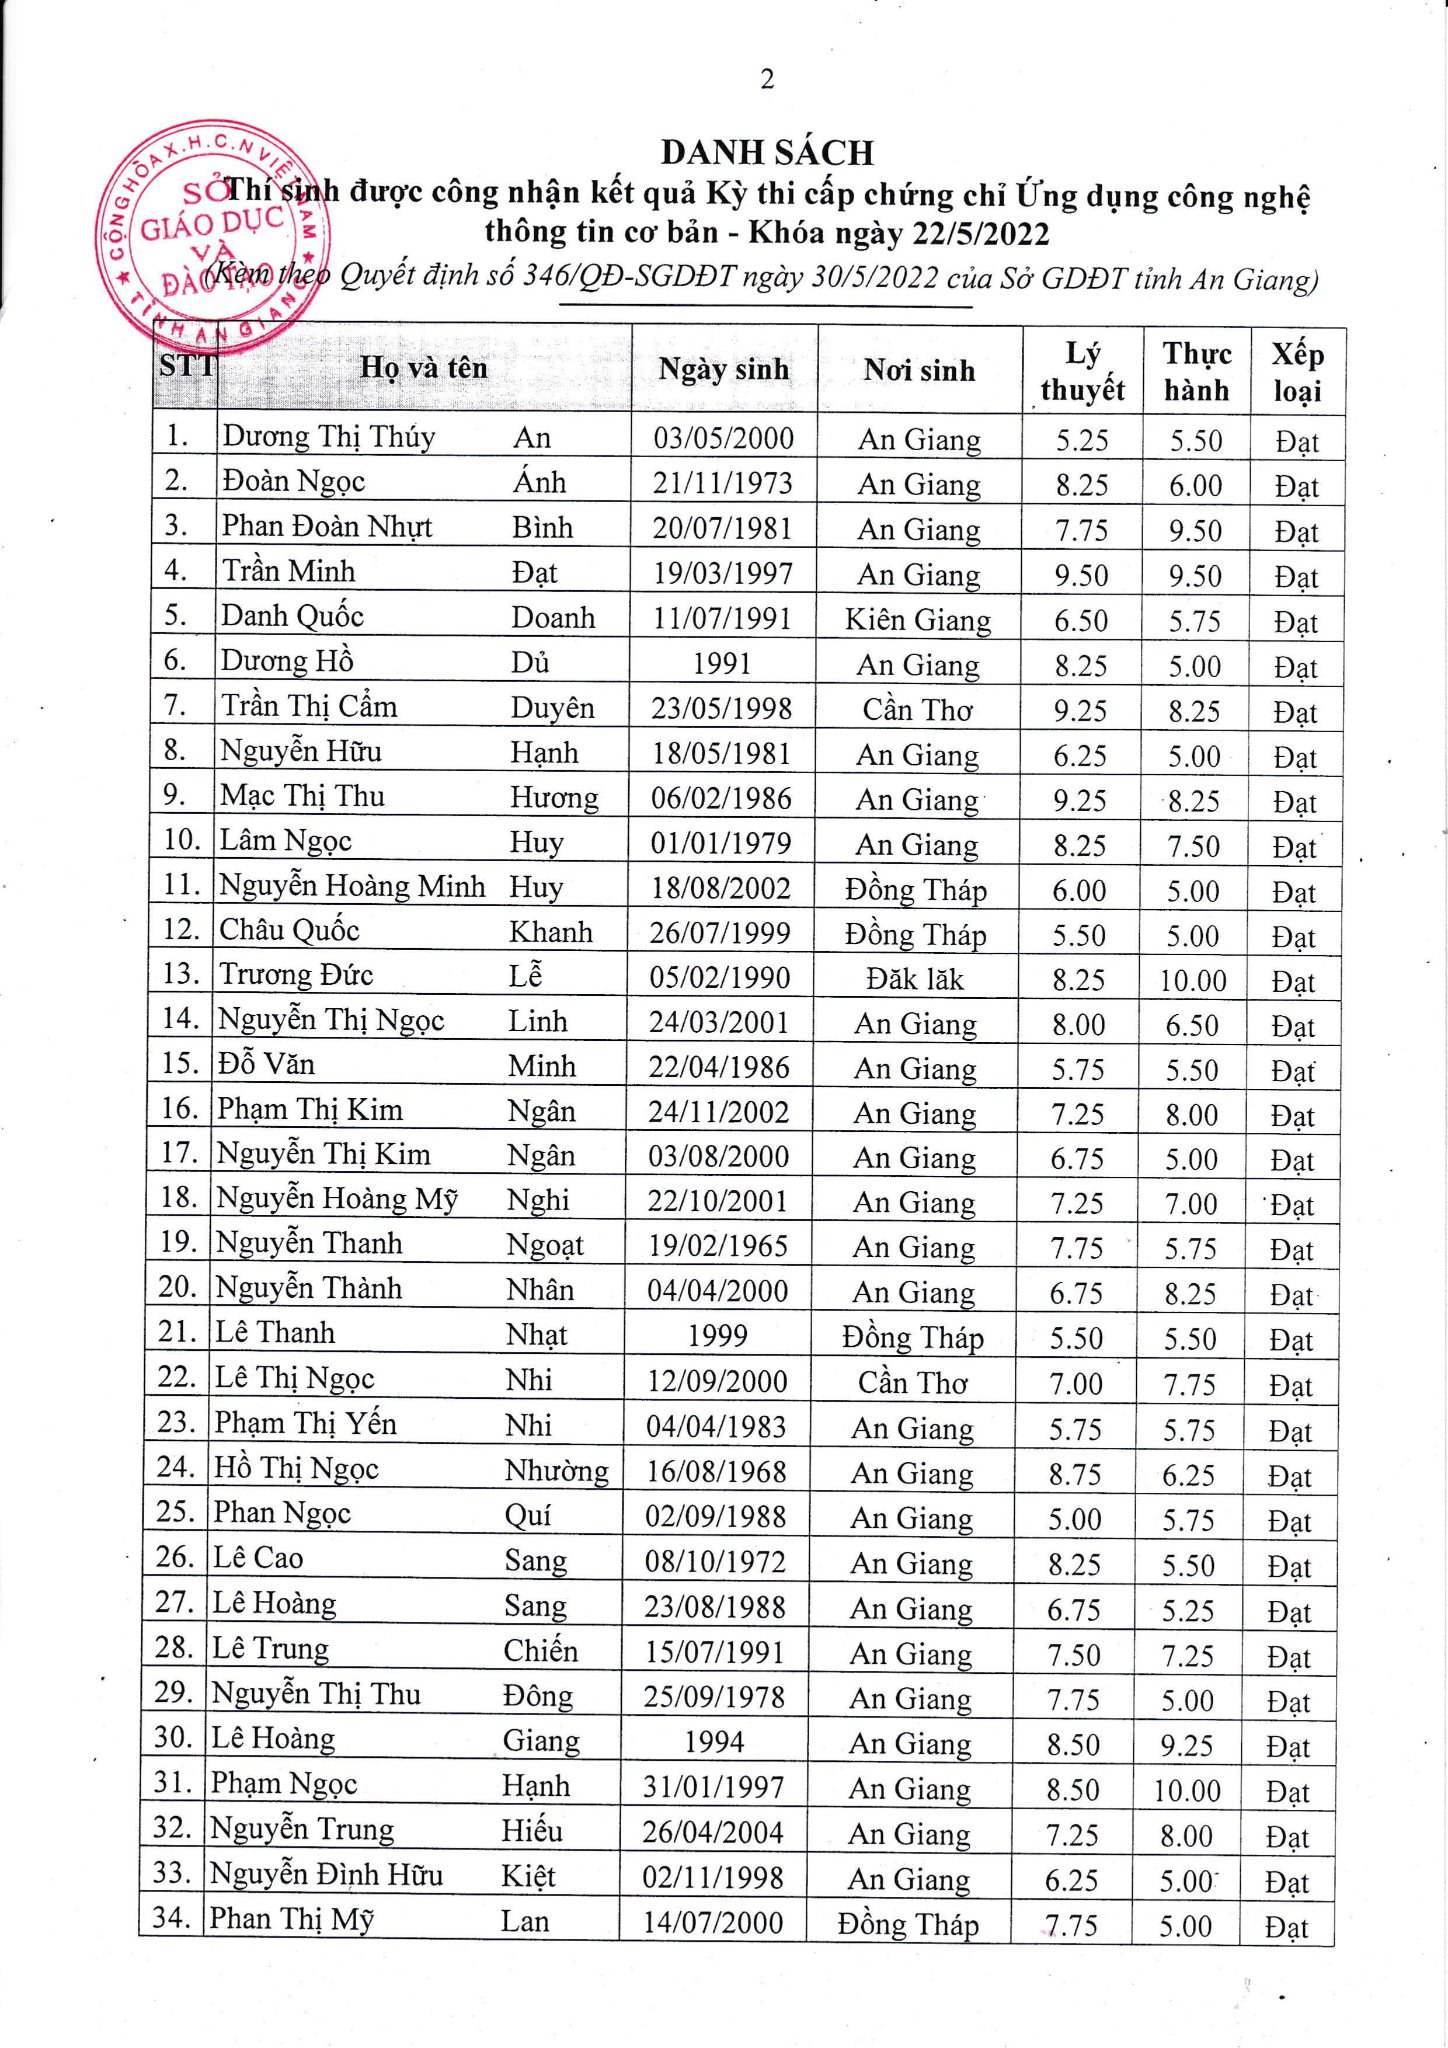 2
CỘNG HÒA X.H.C.N VIỆT NAM
SỞ
GIÁO DỤC
VÀ
ĐÀO TẠO
TỈNH AN GIANG
DANH SÁCH
Thí sinh được công nhận kết quả Kỳ thi cấp chứng chỉ Ứng dụng công nghệ
thông tin cơ bản - Khóa ngày 22/5/2022
(Kèm theo Quyết định số 346/QĐ-SGDĐT ngày 30/5/2022 của Sở GDĐT tỉnh An Giang)
STT Họ và tên Ngày sinh Nơi sinh Lý thuyết Thực hành Xếp loại
1. Dương Thị Thúy An 03/05/2000 An Giang 5.25 5.50 Đạt
2. Đoàn Ngọc Ánh 21/11/1973 An Giang 8.25 6.00 Đạt
3. Phan Đoàn Nhựt Bình 20/07/1981 An Giang 7.75 9.50 Đạt
4. Trần Minh Đạt 19/03/1997 An Giang 9.50 9.50 Đạt
5. Danh Quốc Doanh 11/07/1991 Kiên Giang 6.50 5.75 Đạt
6. Dương Hồ Dủ 1991 An Giang 8.25 5.00 Đạt
7. Trần Thị Cẩm Duyên 23/05/1998 Cần Thơ 9.25 8.25 Đạt
8. Nguyễn Hữu Hạnh 18/05/1981 An Giang 6.25 5.00 Đạt
9. Mạc Thị Thu Hương 06/02/1986 An Giang 9.25 8.25 Đạt
10. Lâm Ngọc Huy 01/01/1979 An Giang 8.25 7.50 Đạt
11. Nguyễn Hoàng Minh Huy 18/08/2002 Đồng Tháp 6.00 5.00 Đạt
12. Châu Quốc Khanh 26/07/1999 Đồng Tháp 5.50 5.00 Đạt
13. Trương Đức Lễ 05/02/1990 Đăk lăk 8.25 10.00 Đạt
14. Nguyễn Thị Ngọc Linh 24/03/2001 An Giang 8.00 6.50 Đạt
15. Đỗ Văn Minh 22/04/1986 An Giang 5.75 5.50 Đạt
16. Phạm Thị Kim Ngân 24/11/2002 An Giang 7.25 8.00 Đạt
17. Nguyễn Thị Kim Ngân 03/08/2000 An Giang 6.75 5.00 Đạt
18. Nguyễn Hoàng Mỹ Nghi 22/10/2001 An Giang 7.25 7.00 Đạt
19. Nguyễn Thanh Ngoạt 19/02/1965 An Giang 7.75 5.75 Đạt
20. Nguyễn Thành Nhân 04/04/2000 An Giang 6.75 8.25 Đạt
21. Lê Thanh Nhạt 1999 Đồng Tháp 5.50 5.50 Đạt
22. Lê Thị Ngọc Nhi 12/09/2000 Cần Thơ 7.00 7.75 Đạt
23. Phạm Thị Yến Nhi 04/04/1983 An Giang 5.75 5.75 Đạt
24. Hồ Thị Ngọc Nhường 16/08/1968 An Giang 8.75 6.25 Đạt
25. Phan Ngọc Quí 02/09/1988 An Giang 5.00 5.75 Đạt
26. Lê Cao Sang 08/10/1972 An Giang 8.25 5.50 Đạt
27. Lê Hoàng Sang 23/08/1988 An Giang 6.75 5.25 Đạt
28. Lê Trung Chiến 15/07/1991 An Giang 7.50 7.25 Đạt
29. Nguyễn Thị Thu Đông 25/09/1978 An Giang 7.75 5.00 Đạt
30. Lê Hoàng Giang 1994 An Giang 8.50 9.25 Đạt
31. Phạm Ngọc Hạnh 31/01/1997 An Giang 8.50 10.00 Đạt
32. Nguyễn Trung Hiếu 26/04/2004 An Giang 7.25 8.00 Đạt
33. Nguyễn Đình Hữu Kiệt 02/11/1998 An Giang 6.25 5.00 Đạt
34. Phan Thị Mỹ Lan 14/07/2000 Đồng Tháp 7.75 5.00 Đạt